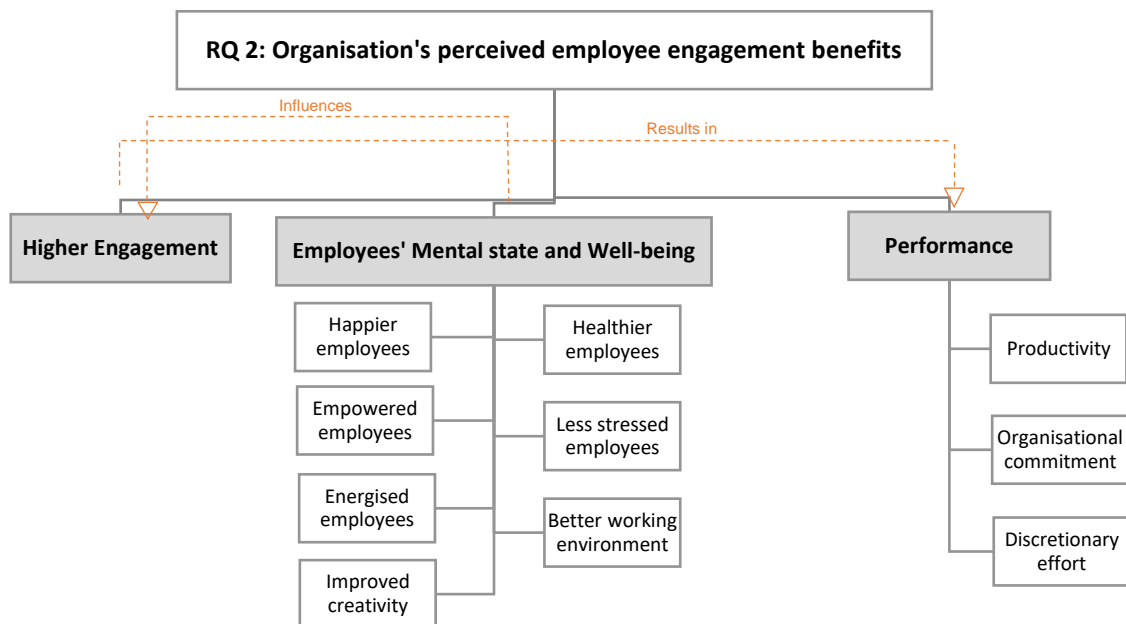 RQ 2: Organisation's perceived employee engagement benefits
Influences
Results in
Higher Engagement
Employees' Mental state and Well-being
Performance
Happier
employees
Healthier
employees
Productivity
Empowered
employees
Less stressed
employees
Organisational
commitment
Energised
employees
Better working
environment
Discretionary
effort
Improved
creativity